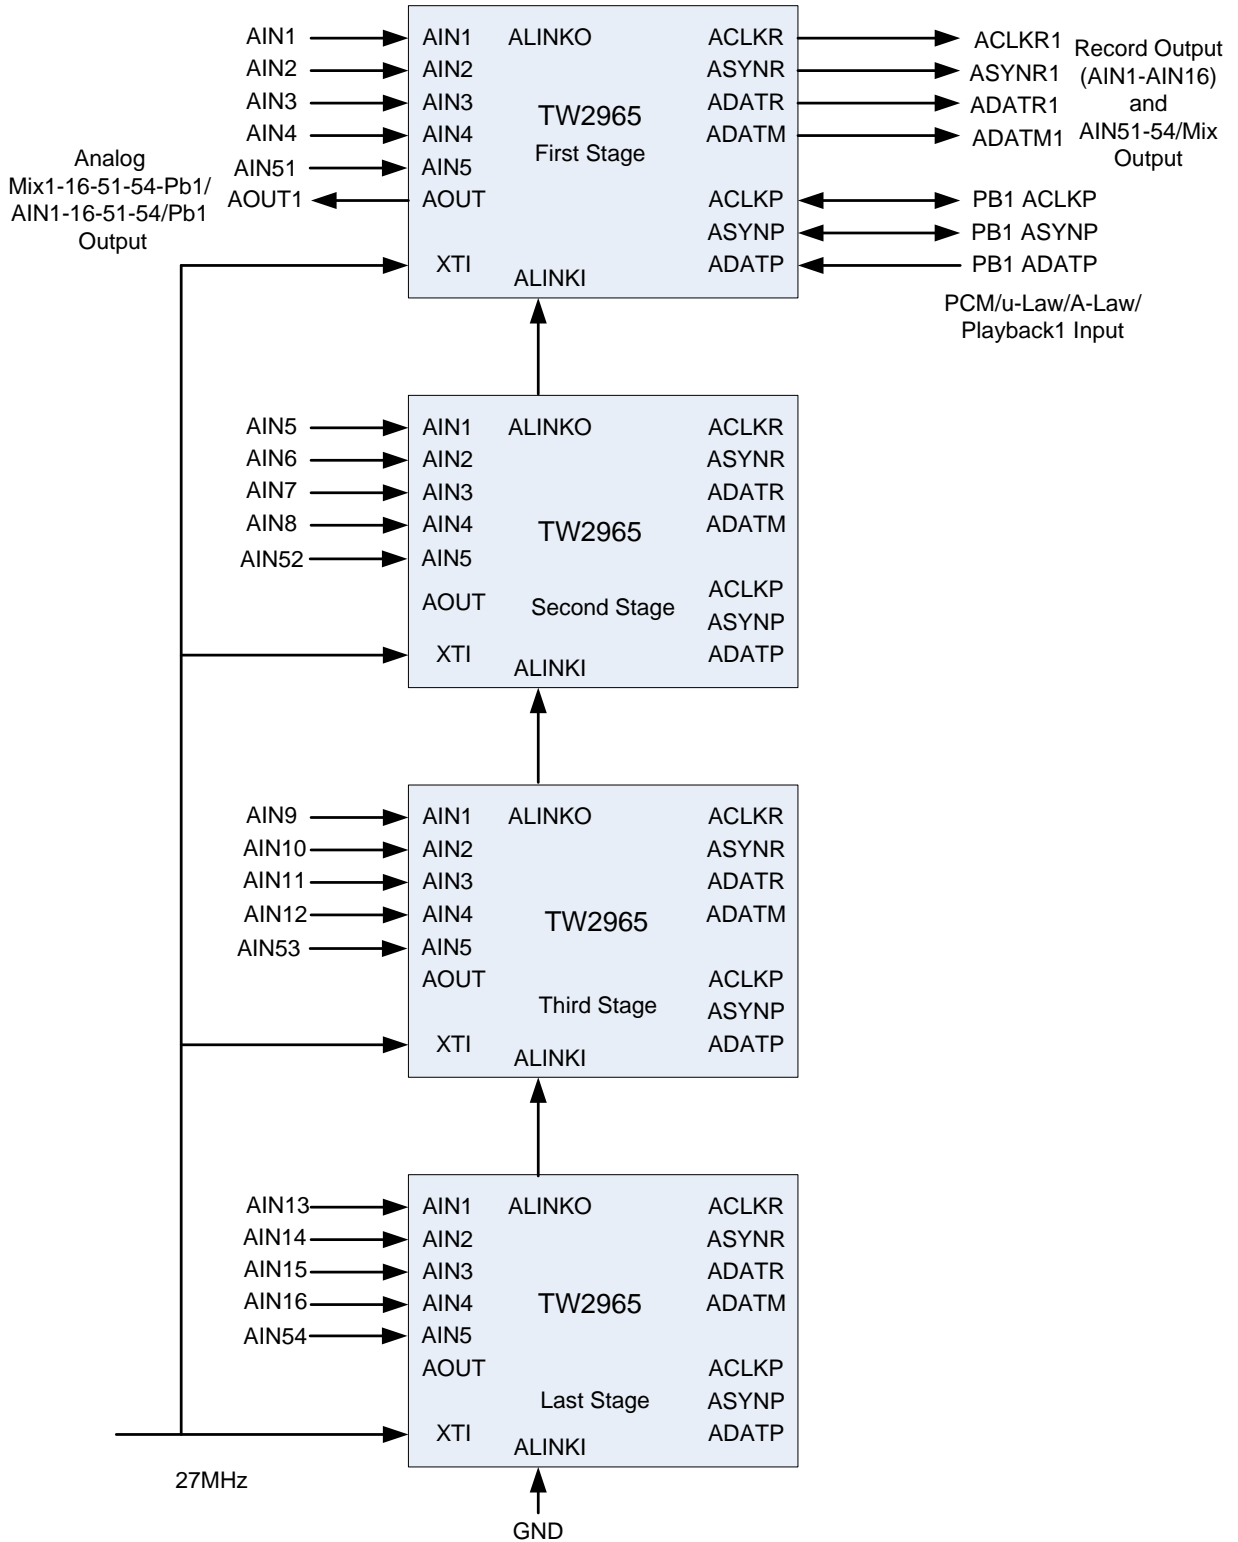 AIN1 AIN1 ALINKO ACLKR ACLKR1
AIN2 AIN2 ASYNR ASYNR1
AIN3 AIN3 ADATR ADATR1
AIN4 AIN4 ADATM ADATM1
AIN51 AIN5
AOUT1 AOUT ACLKP PB1 ACLKP
ASYNP PB1 ASYNP
XTI ADATP PB1 ADATP
ALINKI
TW2965
First Stage
Analog
Mix1-16-51-54-Pb1/
AIN1-16-51-54/Pb1
Output
Record Output
(AIN1-AIN16)
and
AIN51-54/Mix
Output
PCM/u-Law/A-Law/
Playback1 Input
AIN5 AIN1 ALINKO ACLKR
AIN6 AIN2 ASYNR
AIN7 AIN3 ADATR
AIN8 AIN4 ADATM
TW2965
AIN52 AIN5
ACLKP
AOUT Second Stage
ASYNP
XTI ADATP
ALINKI
AIN9 AIN1 ALINKO ACLKR
AIN10 AIN2 ASYNR
AIN11 AIN3 ADATR
AIN12 AIN4 ADATM
TW2965
AIN53 AIN5
AOUT ACLKP
Third Stage ASYNP
XTI ADATP
ALINKI
AIN13 AIN1 ALINKO ACLKR
AIN14 AIN2 ASYNR
AIN15 AIN3 ADATR
AIN16 AIN4 TW2965 ADATM
AIN54 AIN5
AOUT ACLKP
Last Stage ASYNP
XTI ADATP
ALINKI
27MHz
GND